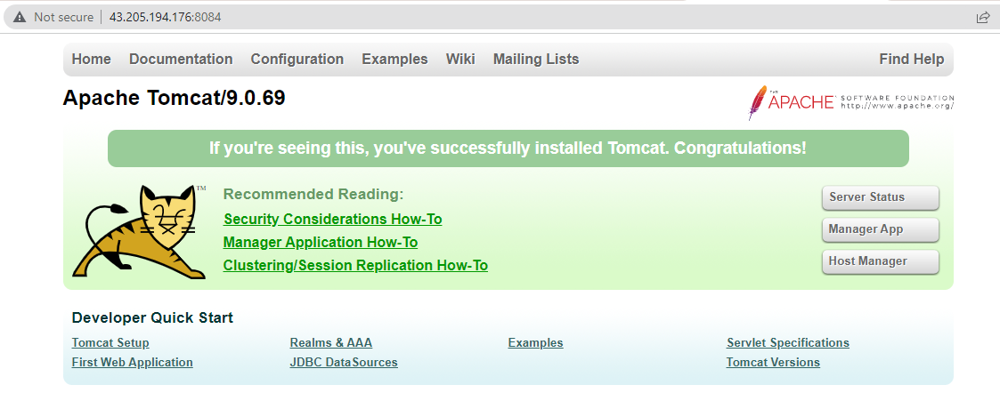 Not secure | 43.205.194.176:8084
Home Documentation Configuration Examples Wiki Mailing Lists Find Help
Apache Tomcat/9.0.69
THE APACHE SOFTWARE FOUNDATION
http://www.apache.org/
If you're seeing this, you've successfully installed Tomcat. Congratulations!
TM
Recommended Reading:
Security Considerations How-To
Manager Application How-To
Clustering/Session Replication How-To
Server Status
Manager App
Host Manager
Developer Quick Start
Tomcat Setup Realms & AAA Examples Servlet Specifications
First Web Application JDBC DataSources Tomcat Versions